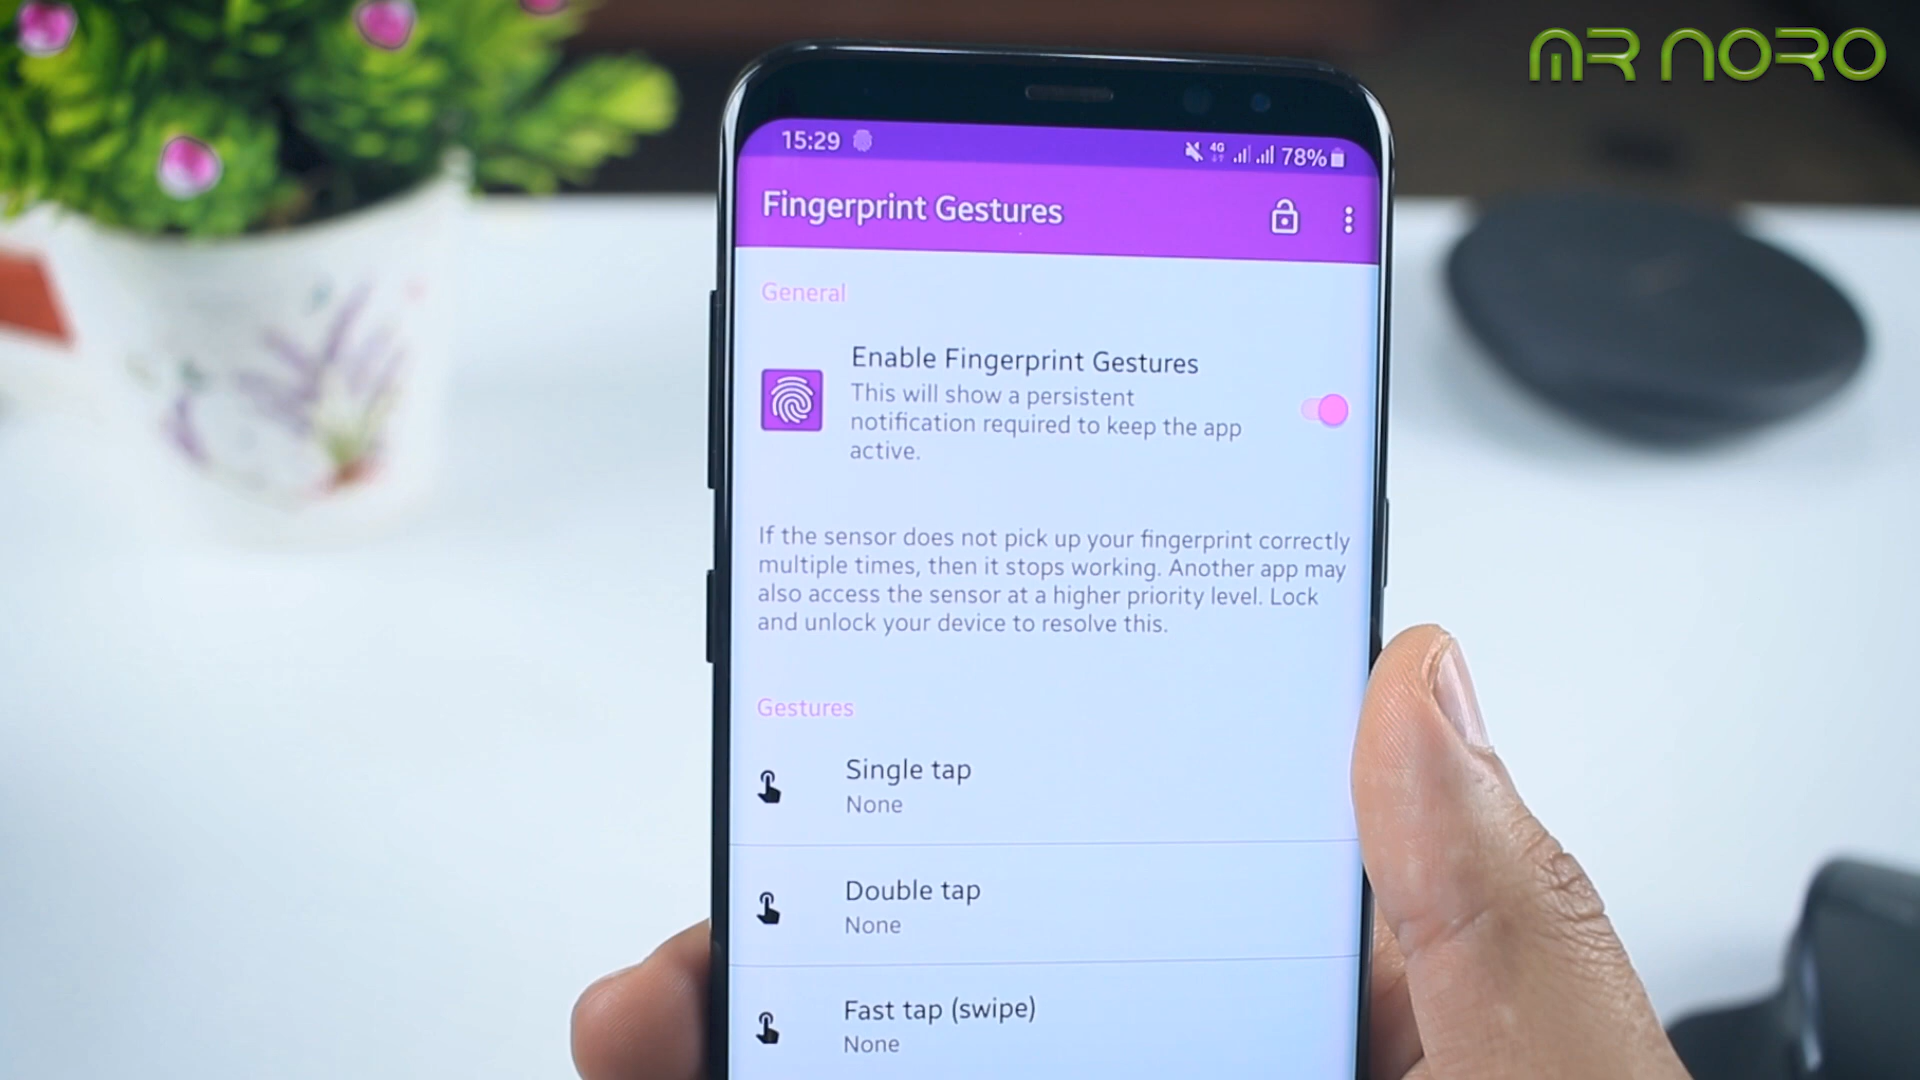 MR NORO
15:29
4G 78%
Fingerprint Gestures
General
Enable Fingerprint Gestures
This will show a persistent
notification required to keep the app
active.
If the sensor does not pick up your fingerprint correctly
multiple times, then it stops working. Another app may
also access the sensor at a higher priority level. Lock
and unlock your device to resolve this.
Gestures
Single tap
None
Double tap
None
Fast tap (swipe)
None